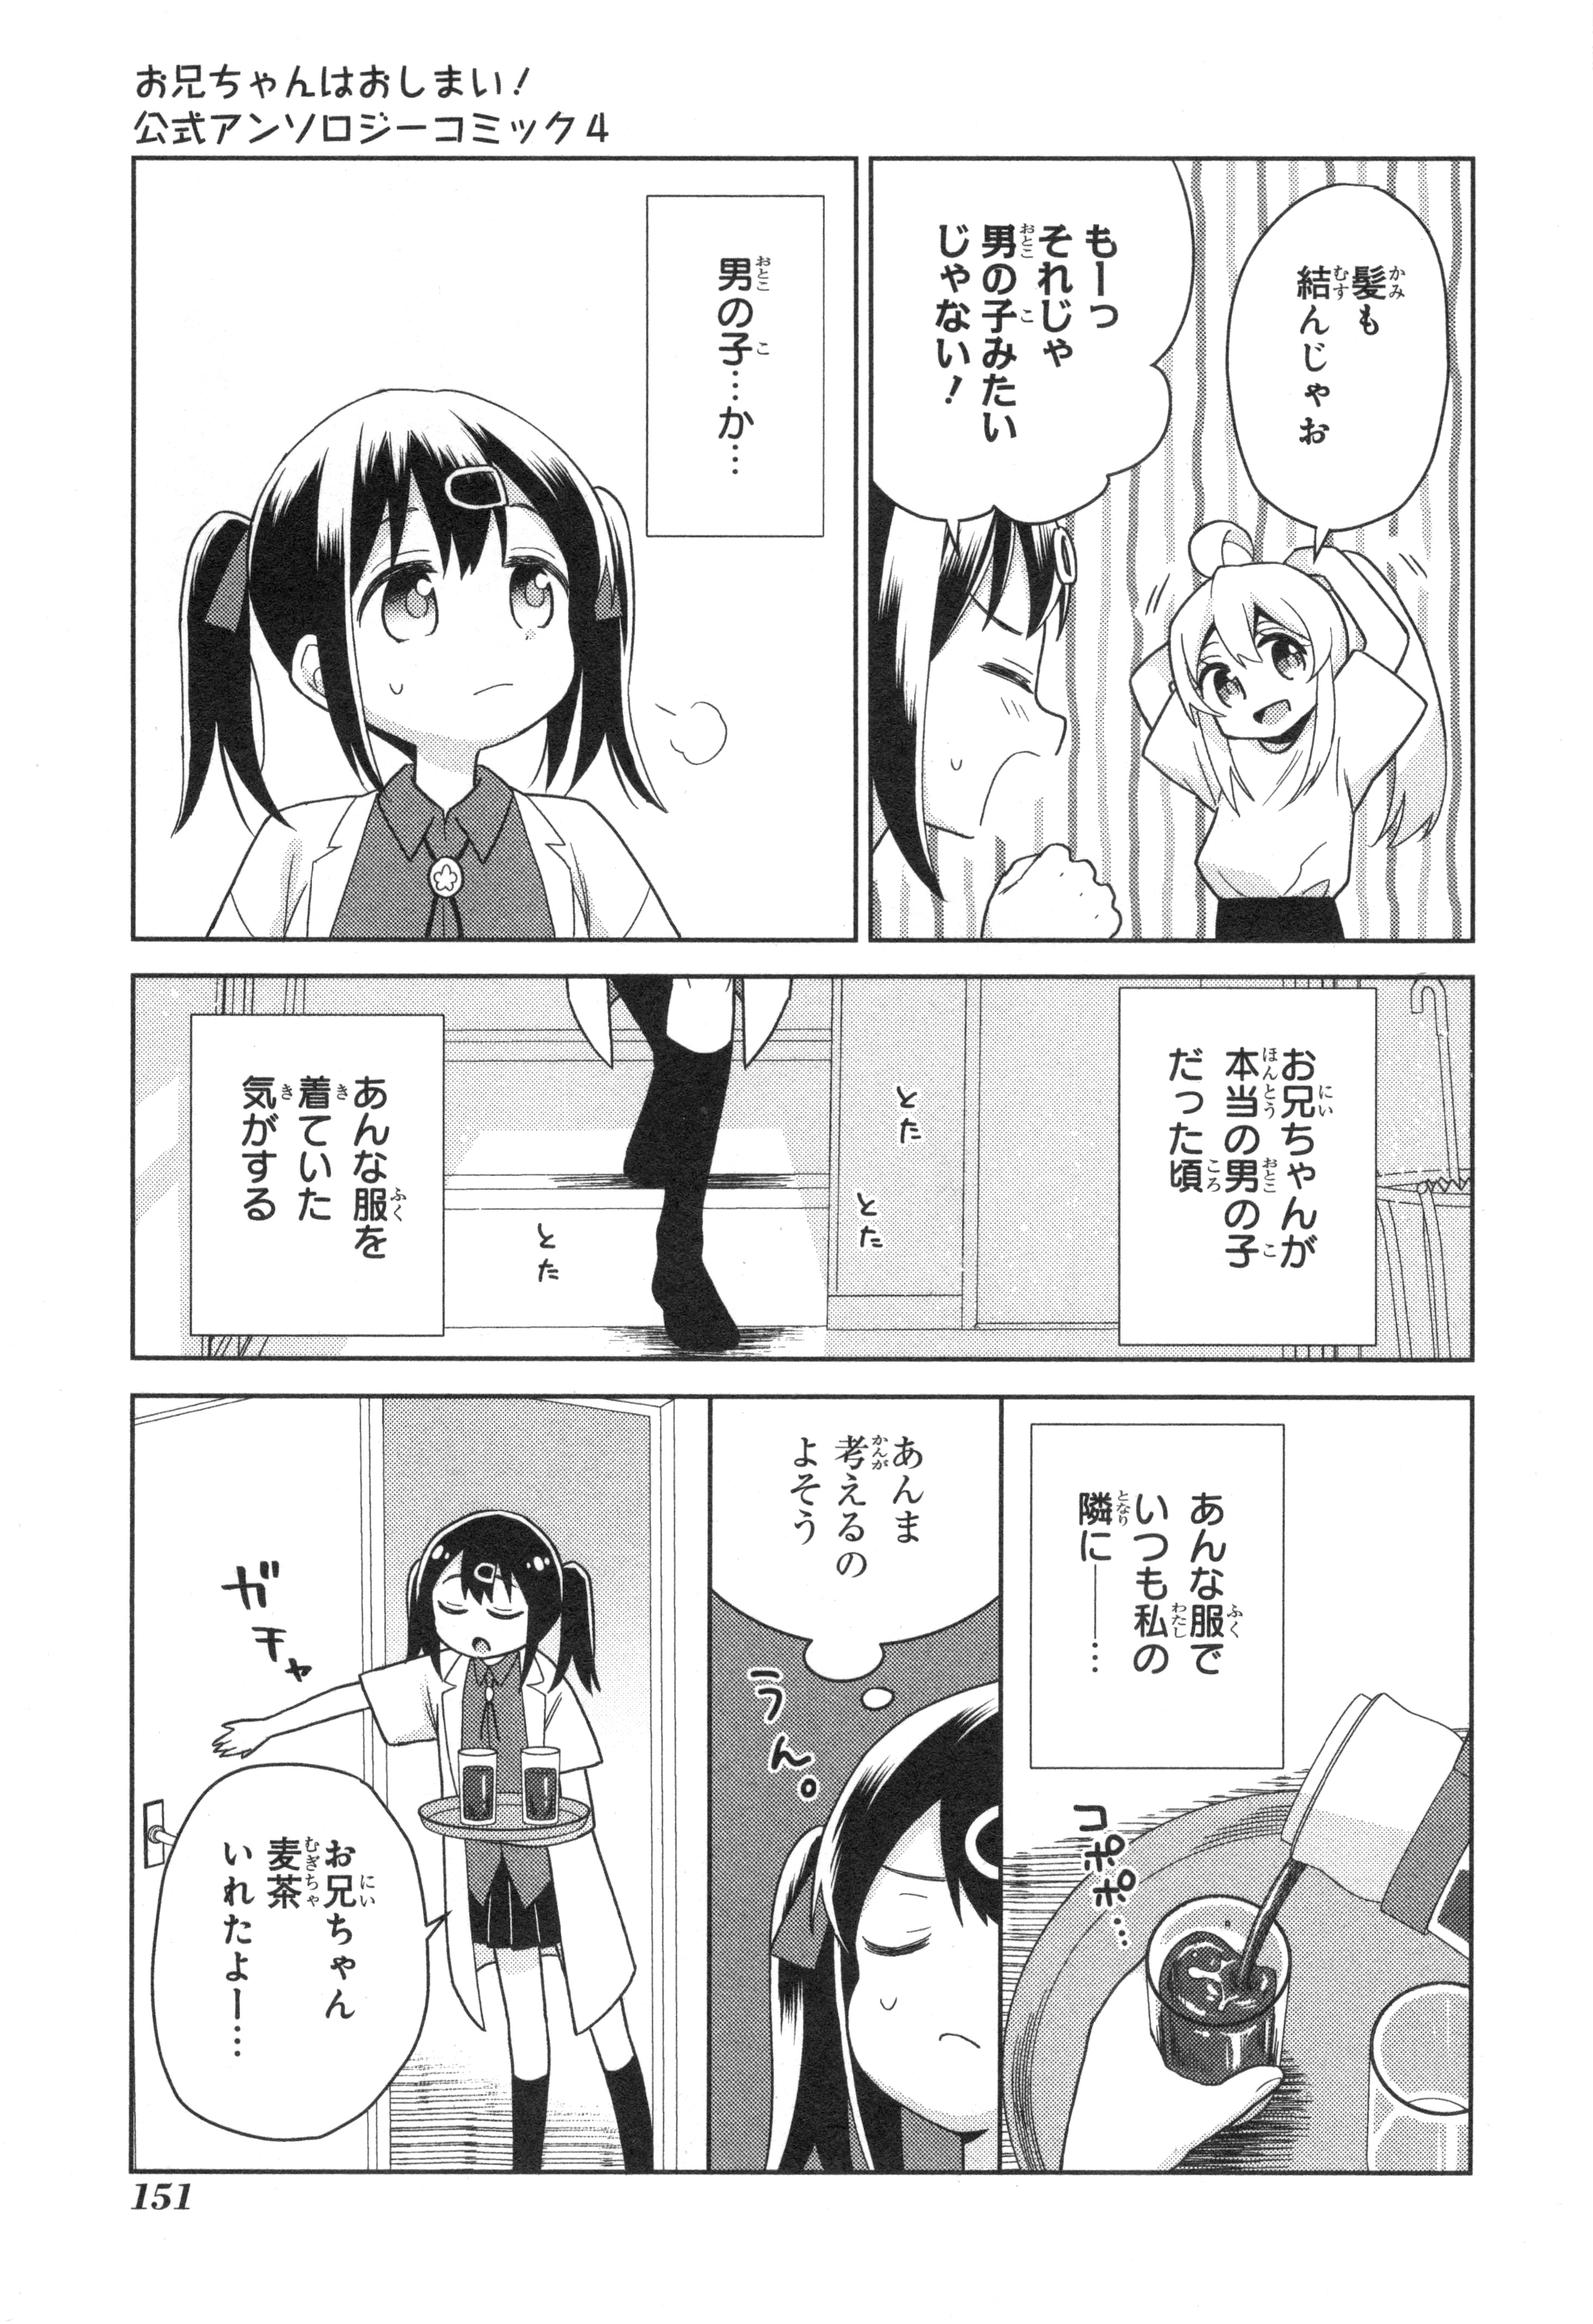 お兄ちゃんはおしまい！
公式アンソロジーコミック4
髪も
結んじゃお
もーっ
それじゃ
男の子みたい
じゃない！
男の子…か…
お兄ちゃんが
本当の男の子
だった頃
とた
とた
とた
あんな服を
着ていた
気がする
あんな服で
いつも私の
隣に――…
コポポポ…
あんま
考えるの
よそう
うん。
ガチャ
お兄ちゃん
麦茶
いれたよー…
151